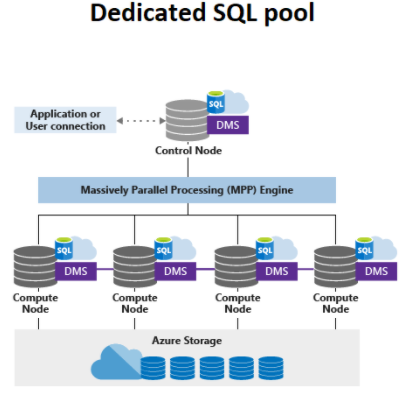 Dedicated SQL pool
Application or
User connection
SQL
DMS
Control Node
Massively Parallel Processing (MPP) Engine
SQL
DMS
SQL
DMS
SQL
DMS
SQL
DMS
Compute
Node
Compute
Node
Compute
Node
Compute
Node
Azure Storage